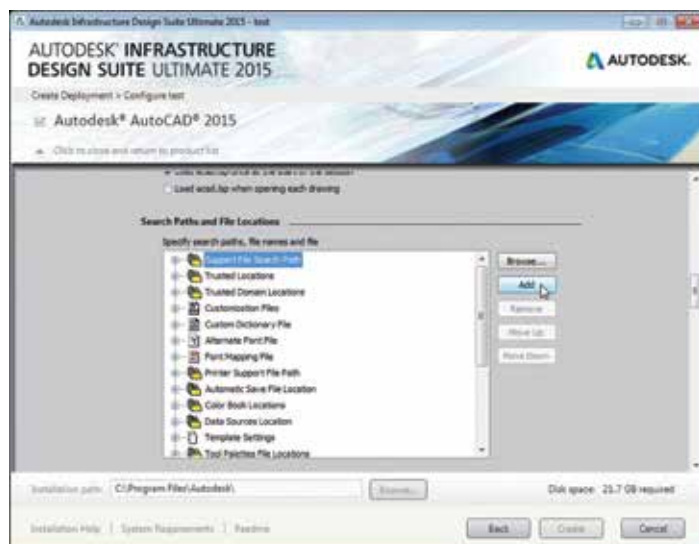 Autodesk Infrastructure Design Suite Ultimate 2015 - test
AUTODESK® INFRASTRUCTURE
DESIGN SUITE ULTIMATE 2015
AUTODESK.
Create Deployment > Configure test
Autodesk® AutoCAD® 2015
Click to close and return to product list
Load acad.lsp when opening each drawing
Search Paths and File Locations
Specify search paths, file names and file
Support File Search Path
Trusted Locations
Trusted Domain Locations
Customization Files
Custom Dictionary File
Alternate Font File
Font Mapping File
Printer Support File Path
Automatic Save File Location
Color Book Locations
Data Sources Location
Template Settings
Tool Palettes File Locations
Browse...
Add
Remove
Move Up
Move Down
Installation path: C:\Program Files\Autodesk\
Browse...
Disk space: 21.7 GB required
Installation Help | System Requirements | Readme
Back
Create
Cancel